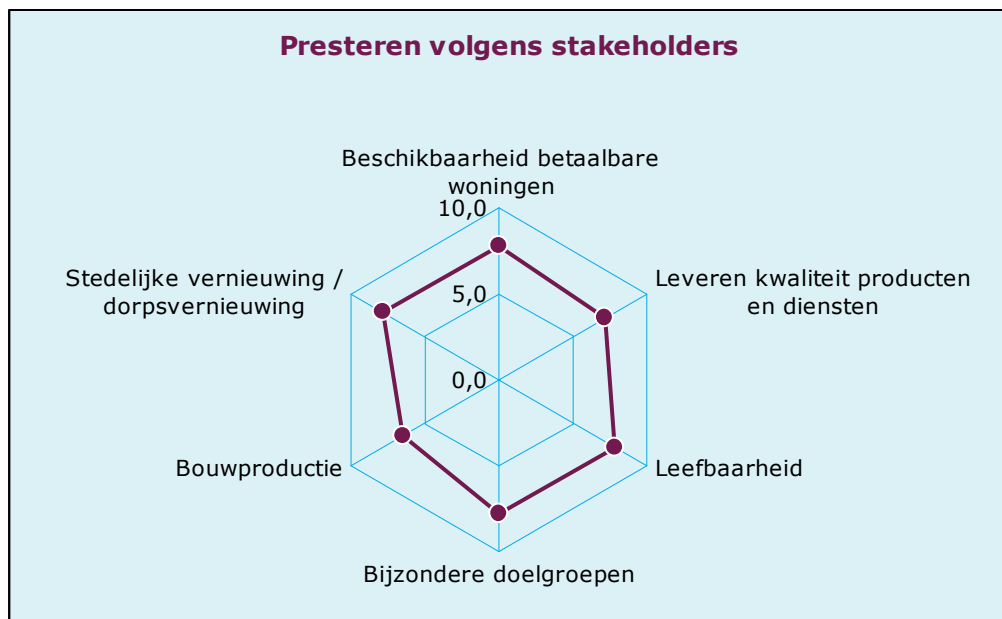 Presteren volgens stakeholders
Beschikbaarheid betaalbare
woningen
10,0
Stedelijke vernieuwing /
dorpsvernieuwing
Leveren kwaliteit producten
en diensten
5,0
0,0
Bouwproductie
Leefbaarheid
Bijzondere doelgroepen